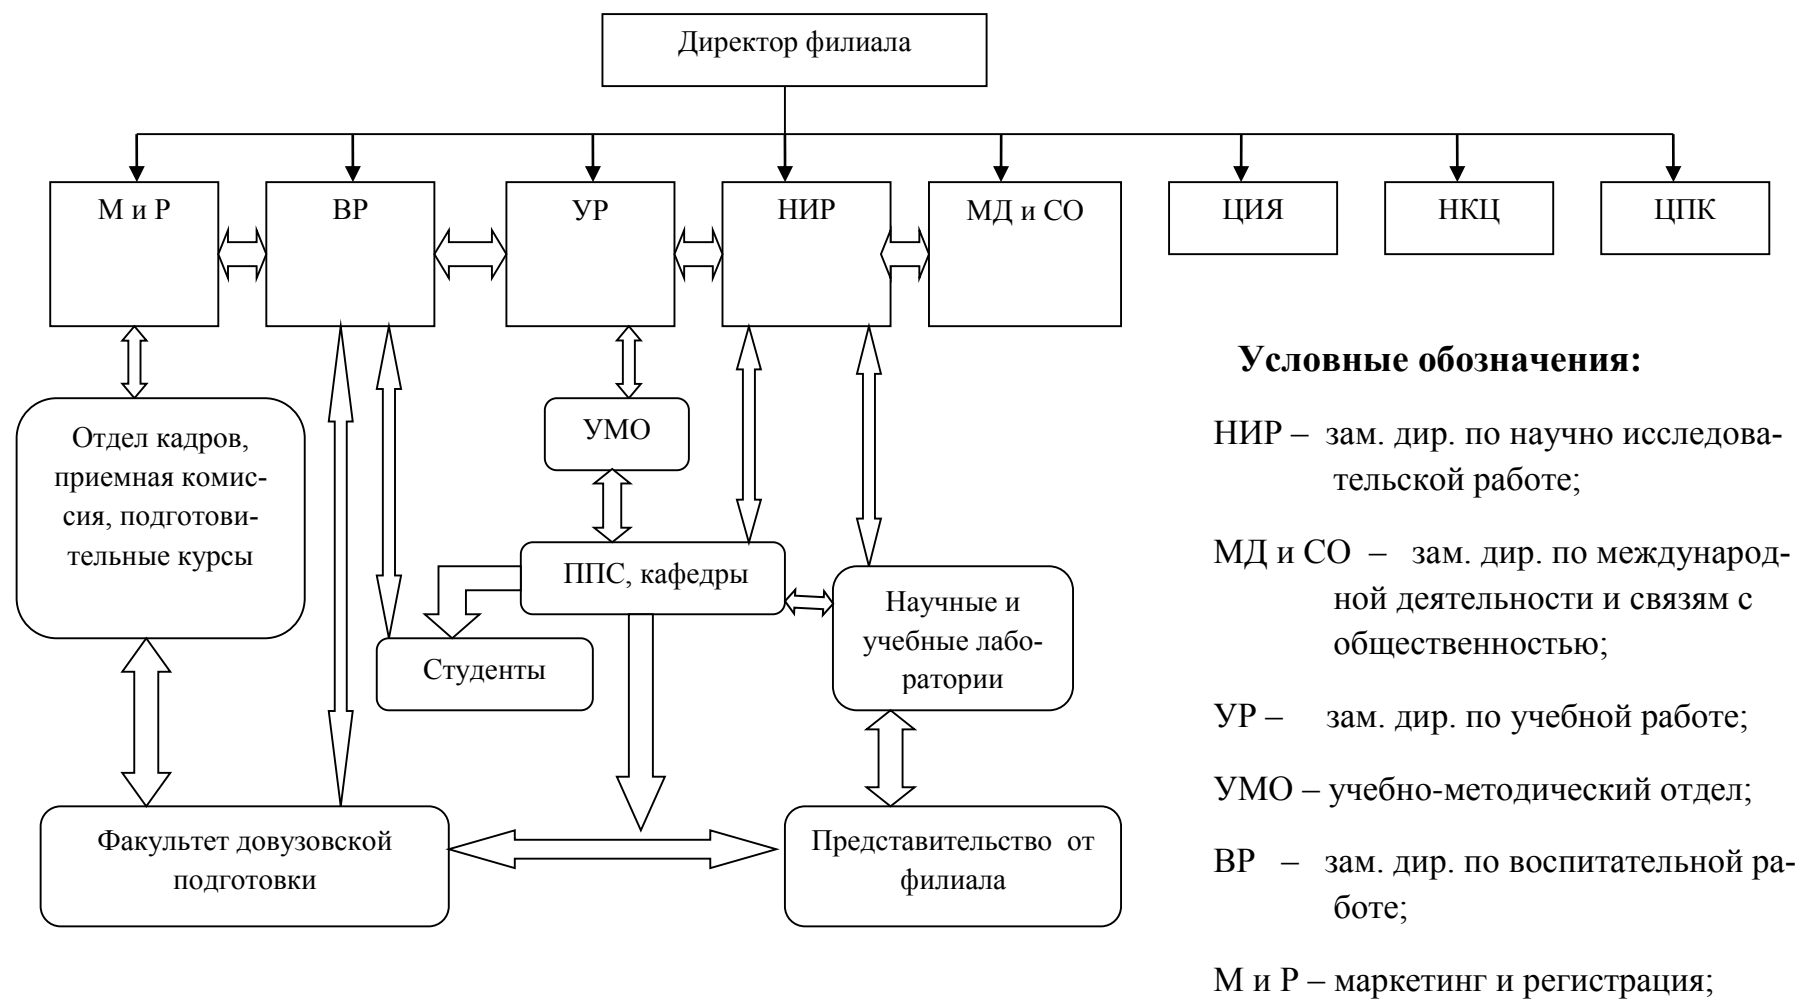 Директор филиала
М и Р
ВР
УР
НИР
МД и СО
ЦИЯ
НКЦ
ЦПК
Отдел кадров,
приемная комис-
сия, подготови-
тельные курсы
УМО
ППС, кафедры
Студенты
Научные и
учебные лабо-
ратории
Факультет довузовской
подготовки
Представительство от
филиала
Условные обозначения:
НИР – зам. дир. по научно исследова-
тельской работе;
МД и СО – зам. дир. по международ-
ной деятельности и связям с
общественностью;
УР – зам. дир. по учебной работе;
УМО – учебно-методический отдел;
ВР – зам. дир. по воспитательной ра-
боте;
М и Р – маркетинг и регистрация;